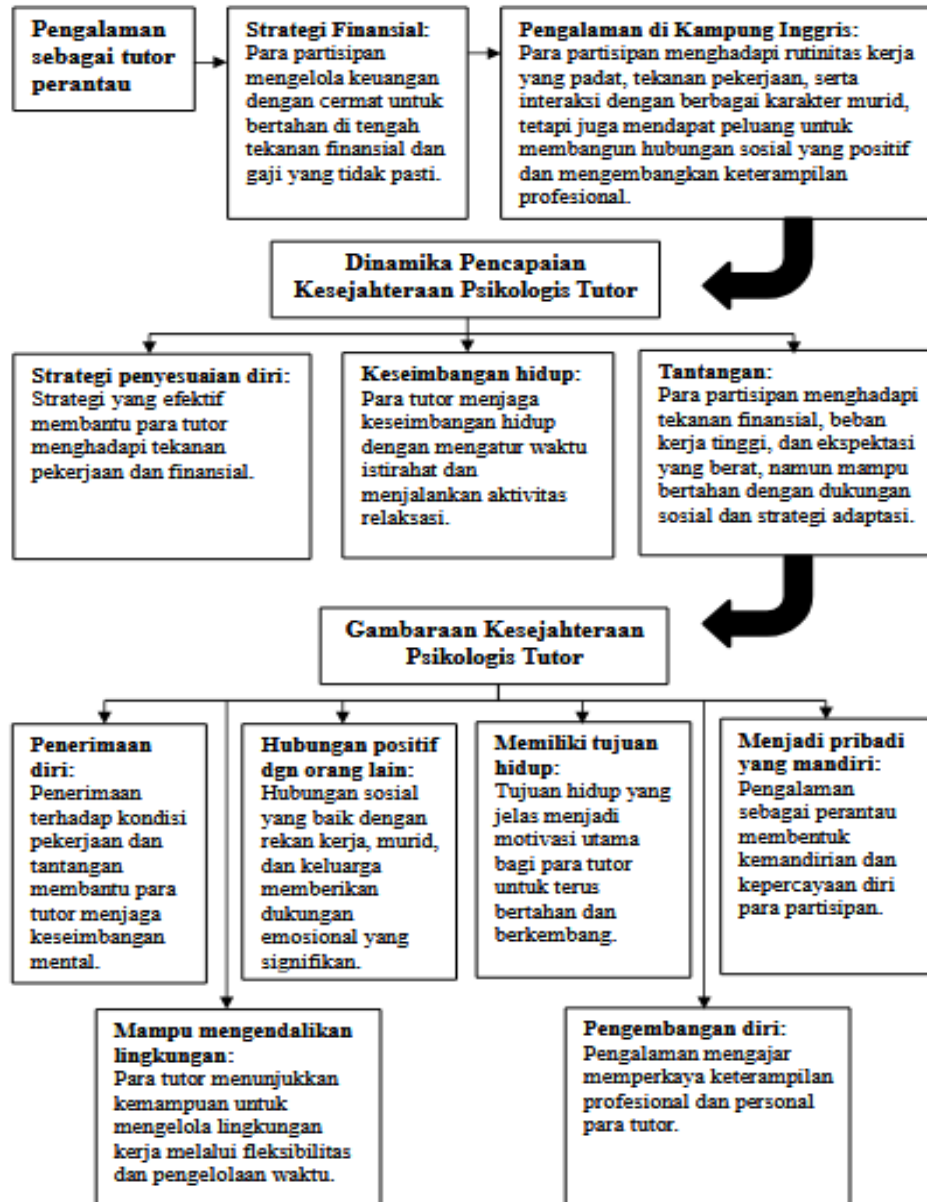 Pengalaman
sebagai tutor
perantau
Strategi Finansial:
Para partisipan
mengelola keuangan
dengan cermat untuk
bertahan di tengah
tekanan finansial dan
gaji yang tidak pasti.
Pengalaman di Kampung Inggris:
Para partisipan menghadapi rutinitas kerja
yang padat, tekanan pekerjaan, serta
interaksi dengan berbagai karakter murid,
tetapi juga mendapat peluang untuk
membangun hubungan sosial yang positif
dan mengembangkan keterampilan
profesional.
Dinamika Pencapaian
Kesejahteraan Psikologis Tutor
Strategi penyesuaian diri:
Strategi yang efektif
membantu para tutor
menghadapi tekanan
pekerjaan dan finansial.
Keseimbangan hidup:
Para tutor menjaga
keseimbangan hidup
dengan mengatur waktu
istirahat dan
menjalankan aktivitas
relaksasi.
Tantangan:
Para partisipan menghadapi
tekanan finansial, beban
kerja tinggi, dan ekspektasi
yang berat, namun mampu
bertahan dengan dukungan
sosial dan strategi adaptasi.
Gambaraan Kesejahteraan
Psikologis Tutor
Penerimaan
diri:
Penerimaan
terhadap kondisi
pekerjaan dan
tantangan
membantu para
tutor menjaga
keseimbangan
mental.
Hubungan positif
dgn orang lain:
Hubungan sosial
yang baik dengan
rekan kerja, murid,
dan keluarga
memberikan
dukungan
emosional yang
signifikan.
Memiliki tujuan
hidup:
Tujuan hidup yang
jelas menjadi
motivasi utama
bagi para tutor
untuk terus
bertahan dan
berkembang.
Menjadi pribadi
yang mandiri:
Pengalaman
sebagai perantau
membentuk
kemandirian dan
kepercayaan diri
para partisipan.
Mampu mengendalikan
lingkungan:
Para tutor menunjukkan
kemampuan untuk
mengelola lingkungan
kerja melalui fleksibilitas
dan pengelolaan waktu.
Pengembangan diri:
Pengalaman mengajar
memperkaya keterampilan
profesional dan personal
para tutor.